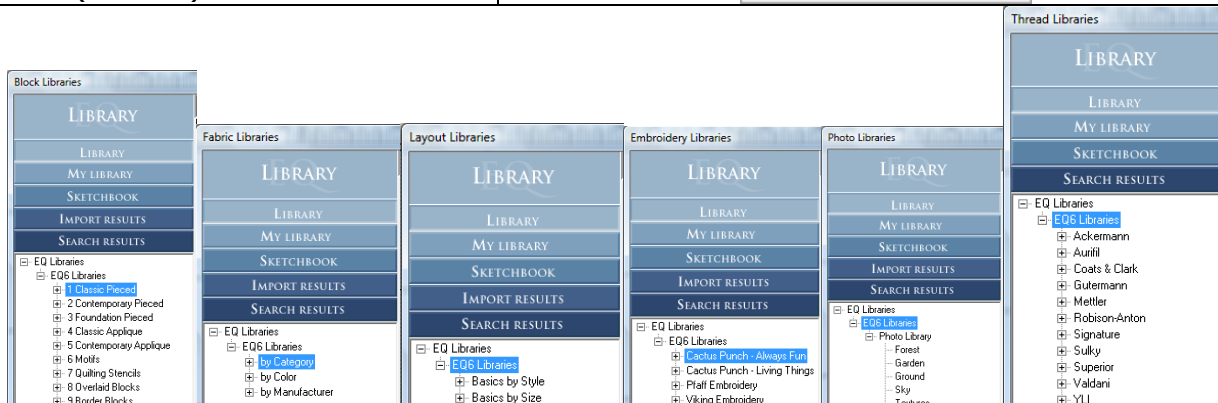 Block Libraries
LIBRARY
LIBRARY
MY LIBRARY
SKETCHBOOK
IMPORT RESULTS
SEARCH RESULTS
EQ Libraries
EQ6 Libraries
1 Classic Pieced
2 Contemporary Pieced
3 Foundation Pieced
4 Classic Applique
5 Contemporary Applique
6 Motifs
7 Quilting Stencils
8 Overlaid Blocks
9 Border Blocks
Fabric Libraries
LIBRARY
LIBRARY
MY LIBRARY
SKETCHBOOK
IMPORT RESULTS
SEARCH RESULTS
EQ Libraries
EQ6 Libraries
by Category
by Color
by Manufacturer
Layout Libraries
LIBRARY
LIBRARY
MY LIBRARY
SKETCHBOOK
IMPORT RESULTS
SEARCH RESULTS
EQ Libraries
EQ6 Libraries
Basics by Style
Basics by Size
Embroidery Libraries
LIBRARY
LIBRARY
MY LIBRARY
SKETCHBOOK
IMPORT RESULTS
SEARCH RESULTS
EQ Libraries
EQ6 Libraries
Cactus Punch - Always Fun
Cactus Punch - Living Things
Pfaff Embroidery
Viking Embroidery
Photo Libraries
LIBRARY
LIBRARY
MY LIBRARY
SKETCHBOOK
IMPORT RESULTS
SEARCH RESULTS
EQ Libraries
EQ6 Libraries
Photo Library
Forest
Garden
Ground
Sky
Textures
Thread Libraries
LIBRARY
LIBRARY
MY LIBRARY
SKETCHBOOK
SEARCH RESULTS
EQ Libraries
EQ6 Libraries
Ackermann
Aurifil
Coats & Clark
Gutermann
Mettler
Robison-Anton
Signature
Sulky
Superior
Valdani
YLI